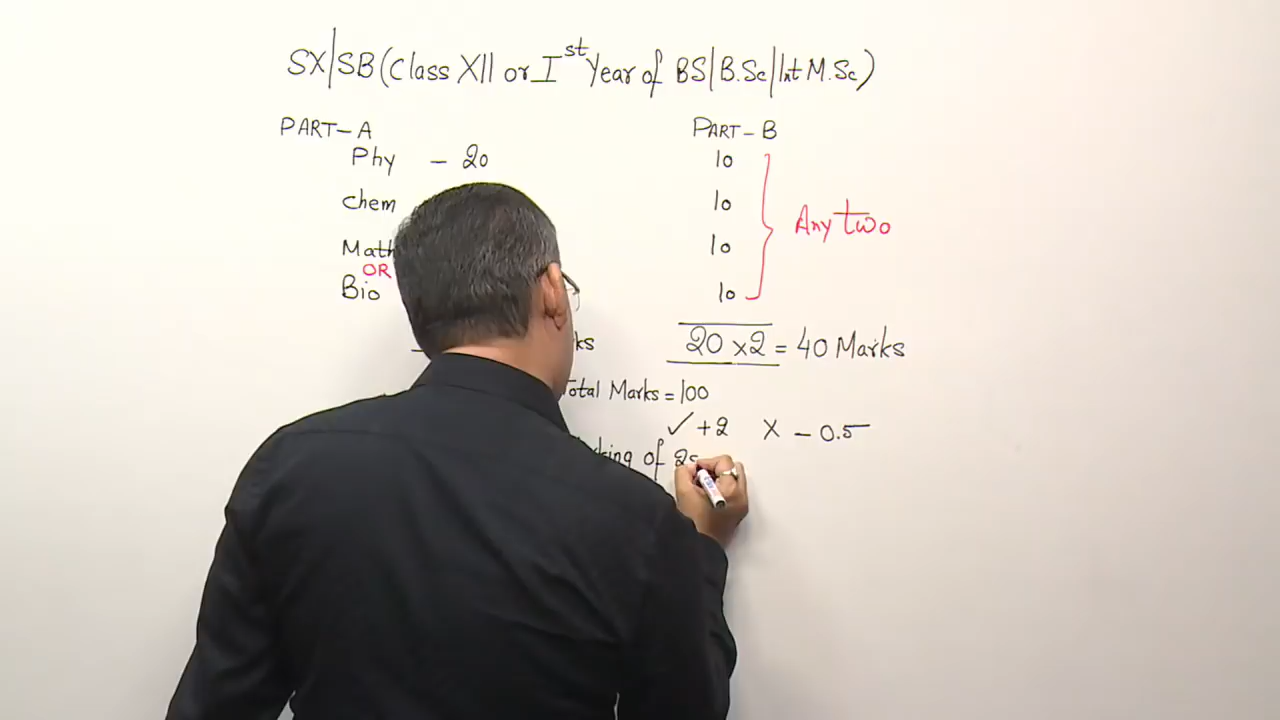 SX|SB(Class XII or Ist Year of BS|B.Sc|Int M.Sc)
PART-A
Phy - 20
Chem
Math
OR
Bio
PART-B
10
10
10
10
Any two
20 x2 = 40 Marks
Total Marks = 100
✓ +2 X - 0.5
of